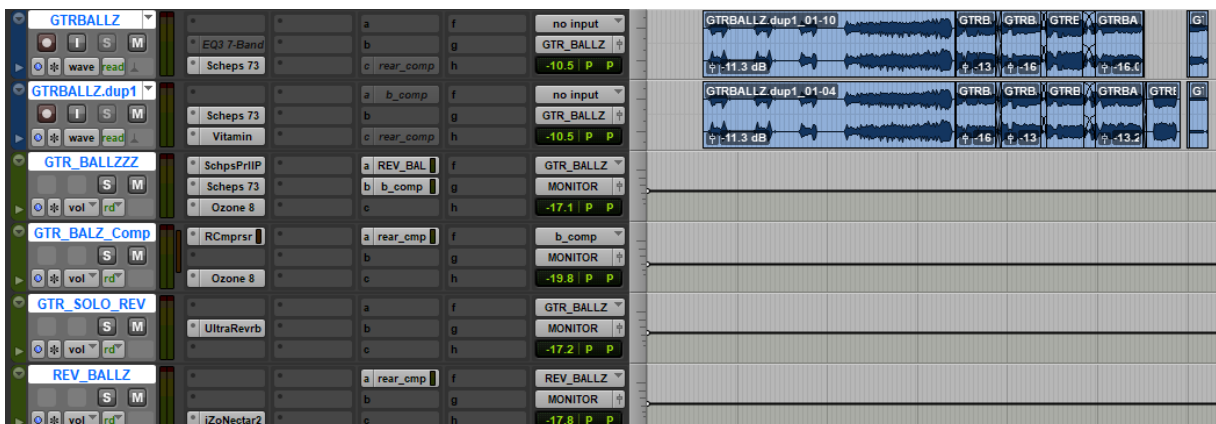 GTRBALLZ a f no input GTRBALLZ.dup1_01-10 GTRB GTRB GTRE GTRBA G
I S M EQ3 7-Band b g GTR_BALLZ
wave read Scheps 73 c rear_comp h -10.5 P P -11.3 dB -13 -16 -16.0
GTRBALLZ.dup1 a b_comp f no input GTRBALLZ.dup1_01-04 GTRB GTRB GTRE GTRBA GTRE G
I S M Scheps 73 b g GTR_BALLZ
wave read Vitamin c rear_comp h -10.5 P P -11.3 dB -16 -13 -13.2
GTR_BALLZZZ SchpsPrllP a REV_BAL f GTR_BALLZ
S M Scheps 73 b b_comp g MONITOR
vol rd Ozone 8 c h -17.1 P P
GTR_BALZ_Comp RCmprsr a rear_cmp f b_comp
S M b g MONITOR
vol rd Ozone 8 c h -19.8 P P
GTR_SOLO_REV a f GTR_BALLZ
S M UltraRevrb b g MONITOR
vol rd c h -17.2 P P
REV_BALLZ a rear_cmp f REV_BALLZ
S M b g MONITOR
vol rd iZoNectar2 c h -17.8 P P